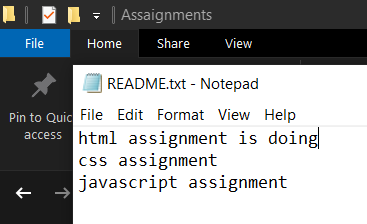 Assaignments
File Home Share View
README.txt - Notepad
Pin to Quic
access
File Edit Format View Help
html assignment is doing
css assignment
javascript assignment